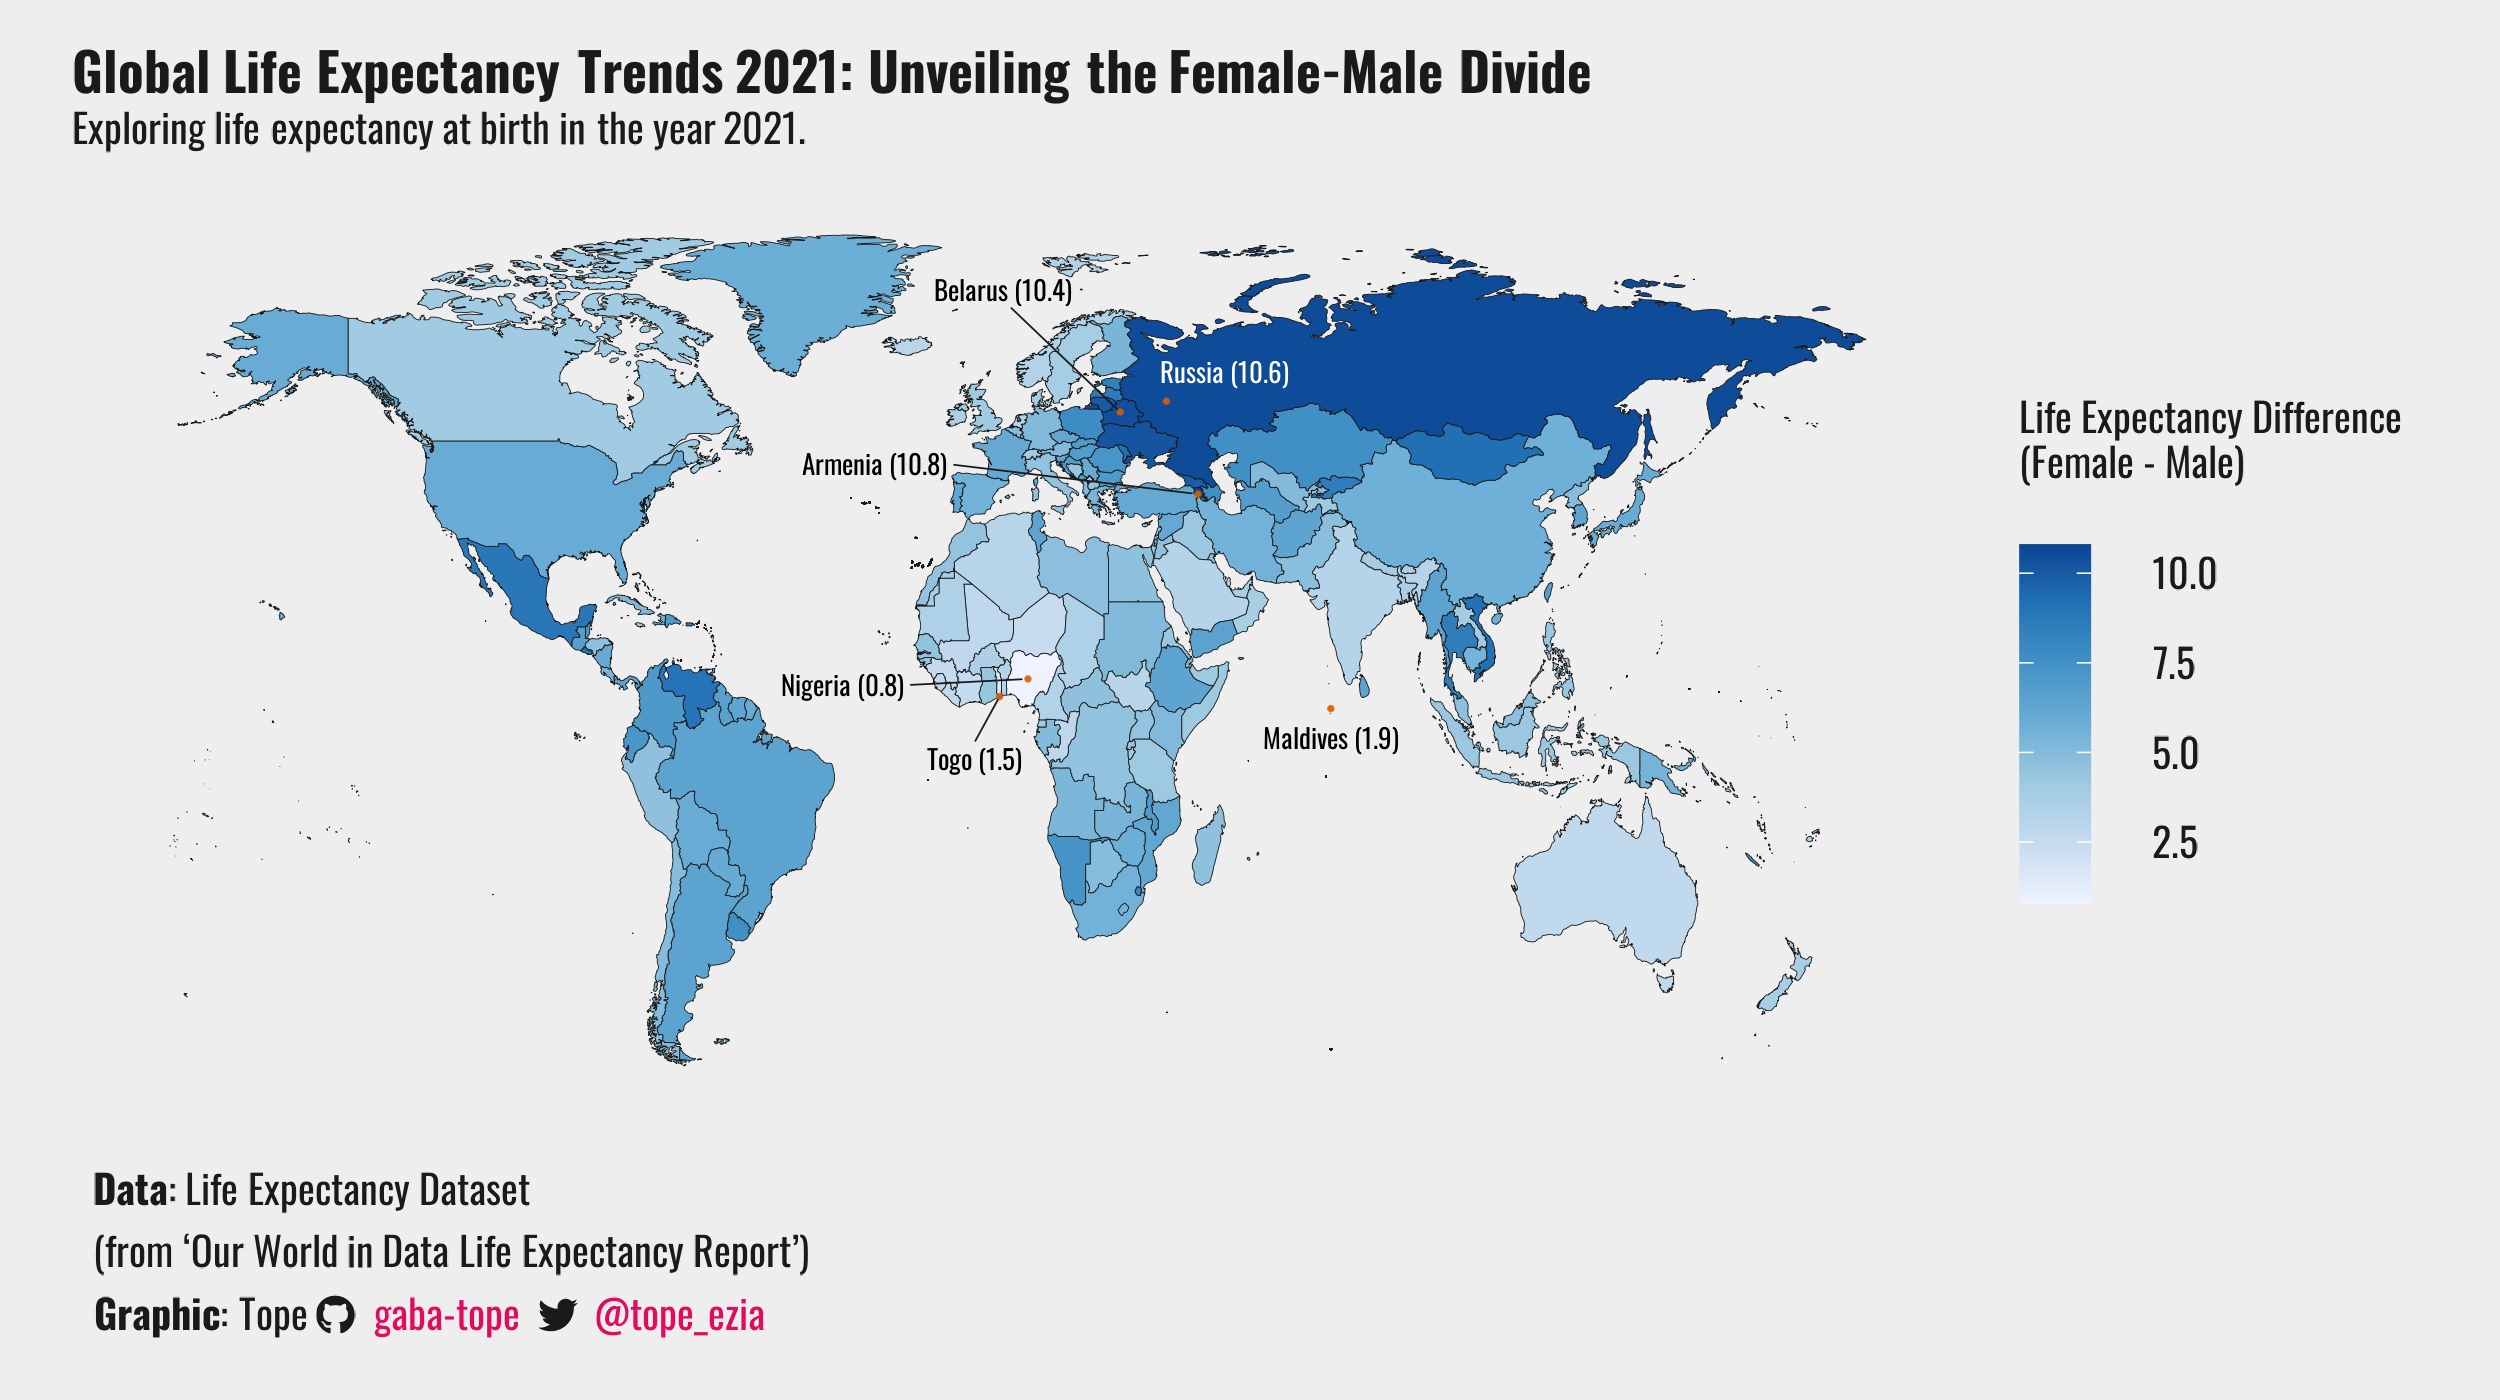 Global Life Expectancy Trends 2021: Unveiling the Female-Male Divide
Exploring life expectancy at birth in the year 2021.
Belarus (10.4)
Russia (10.6)
Armenia (10.8)
Nigeria (0.8)
Togo (1.5)
Maldives (1.9)
Life Expectancy Difference
(Female - Male)
10.0
7.5
5.0
2.5
Data: Life Expectancy Dataset
(from ‘Our World in Data Life Expectancy Report’)
Graphic: Tope gaba-tope @tope_ezia